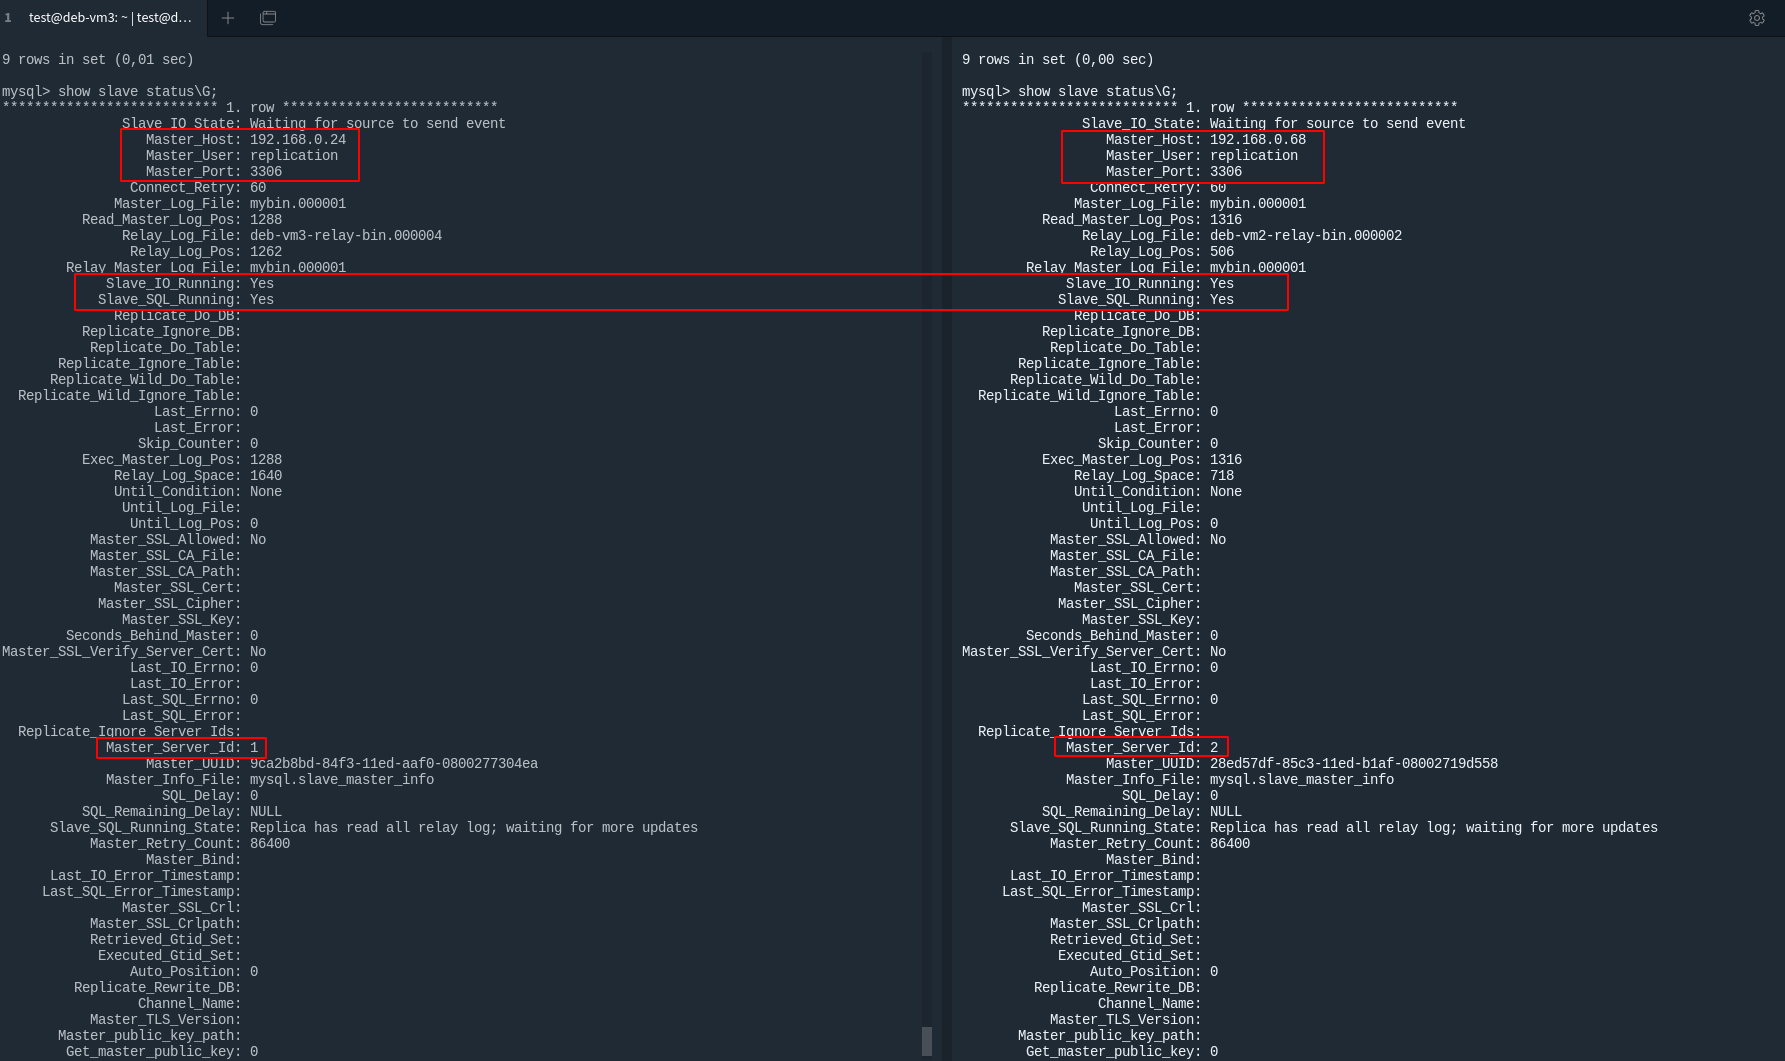 1 test@deb-vm3: ~ | test@d...
9 rows in set (0,01 sec)
mysql> show slave status\G;
*************************** 1. row ***************************
Slave_IO_State: Waiting for source to send event
Master_Host: 192.168.0.24
Master_User: replication
Master_Port: 3306
Connect_Retry: 60
Master_Log_File: mybin.000001
Read_Master_Log_Pos: 1288
Relay_Log_File: deb-vm3-relay-bin.000004
Relay_Log_Pos: 1262
Relay_Master_Log_File: mybin.000001
Slave_IO_Running: Yes
Slave_SQL_Running: Yes
Replicate_Do_DB:
Replicate_Ignore_DB:
Replicate_Do_Table:
Replicate_Ignore_Table:
Replicate_Wild_Do_Table:
Replicate_Wild_Ignore_Table:
Last_Errno: 0
Last_Error:
Skip_Counter: 0
Exec_Master_Log_Pos: 1288
Relay_Log_Space: 1640
Until_Condition: None
Until_Log_File:
Until_Log_Pos: 0
Master_SSL_Allowed: No
Master_SSL_CA_File:
Master_SSL_CA_Path:
Master_SSL_Cert:
Master_SSL_Cipher:
Master_SSL_Key:
Seconds_Behind_Master: 0
Master_SSL_Verify_Server_Cert: No
Last_IO_Errno: 0
Last_IO_Error:
Last_SQL_Errno: 0
Last_SQL_Error:
Replicate_Ignore_Server_Ids:
Master_Server_Id: 1
Master_UUID: 9ca2b8bd-84f3-11ed-aaf0-0800277304ea
Master_Info_File: mysql.slave_master_info
SQL_Delay: 0
SQL_Remaining_Delay: NULL
Slave_SQL_Running_State: Replica has read all relay log; waiting for more updates
Master_Retry_Count: 86400
Master_Bind:
Last_IO_Error_Timestamp:
Last_SQL_Error_Timestamp:
Master_SSL_Crl:
Master_SSL_Crlpath:
Retrieved_Gtid_Set:
Executed_Gtid_Set:
Auto_Position: 0
Replicate_Rewrite_DB:
Channel_Name:
Master_TLS_Version:
Master_public_key_path:
Get_master_public_key: 0
9 rows in set (0,00 sec)
mysql> show slave status\G;
*************************** 1. row ***************************
Slave_IO_State: Waiting for source to send event
Master_Host: 192.168.0.68
Master_User: replication
Master_Port: 3306
Connect_Retry: 60
Master_Log_File: mybin.000001
Read_Master_Log_Pos: 1316
Relay_Log_File: deb-vm2-relay-bin.000002
Relay_Log_Pos: 506
Relay_Master_Log_File: mybin.000001
Slave_IO_Running: Yes
Slave_SQL_Running: Yes
Replicate_Do_DB:
Replicate_Ignore_DB:
Replicate_Do_Table:
Replicate_Ignore_Table:
Replicate_Wild_Do_Table:
Replicate_Wild_Ignore_Table:
Last_Errno: 0
Last_Error:
Skip_Counter: 0
Exec_Master_Log_Pos: 1316
Relay_Log_Space: 718
Until_Condition: None
Until_Log_File:
Until_Log_Pos: 0
Master_SSL_Allowed: No
Master_SSL_CA_File:
Master_SSL_CA_Path:
Master_SSL_Cert:
Master_SSL_Cipher:
Master_SSL_Key:
Seconds_Behind_Master: 0
Master_SSL_Verify_Server_Cert: No
Last_IO_Errno: 0
Last_IO_Error:
Last_SQL_Errno: 0
Last_SQL_Error:
Replicate_Ignore_Server_Ids:
Master_Server_Id: 2
Master_UUID: 28ed57df-85c3-11ed-b1af-08002719d558
Master_Info_File: mysql.slave_master_info
SQL_Delay: 0
SQL_Remaining_Delay: NULL
Slave_SQL_Running_State: Replica has read all relay log; waiting for more updates
Master_Retry_Count: 86400
Master_Bind:
Last_IO_Error_Timestamp:
Last_SQL_Error_Timestamp:
Master_SSL_Crl:
Master_SSL_Crlpath:
Retrieved_Gtid_Set:
Executed_Gtid_Set:
Auto_Position: 0
Replicate_Rewrite_DB:
Channel_Name:
Master_TLS_Version:
Master_public_key_path:
Get_master_public_key: 0